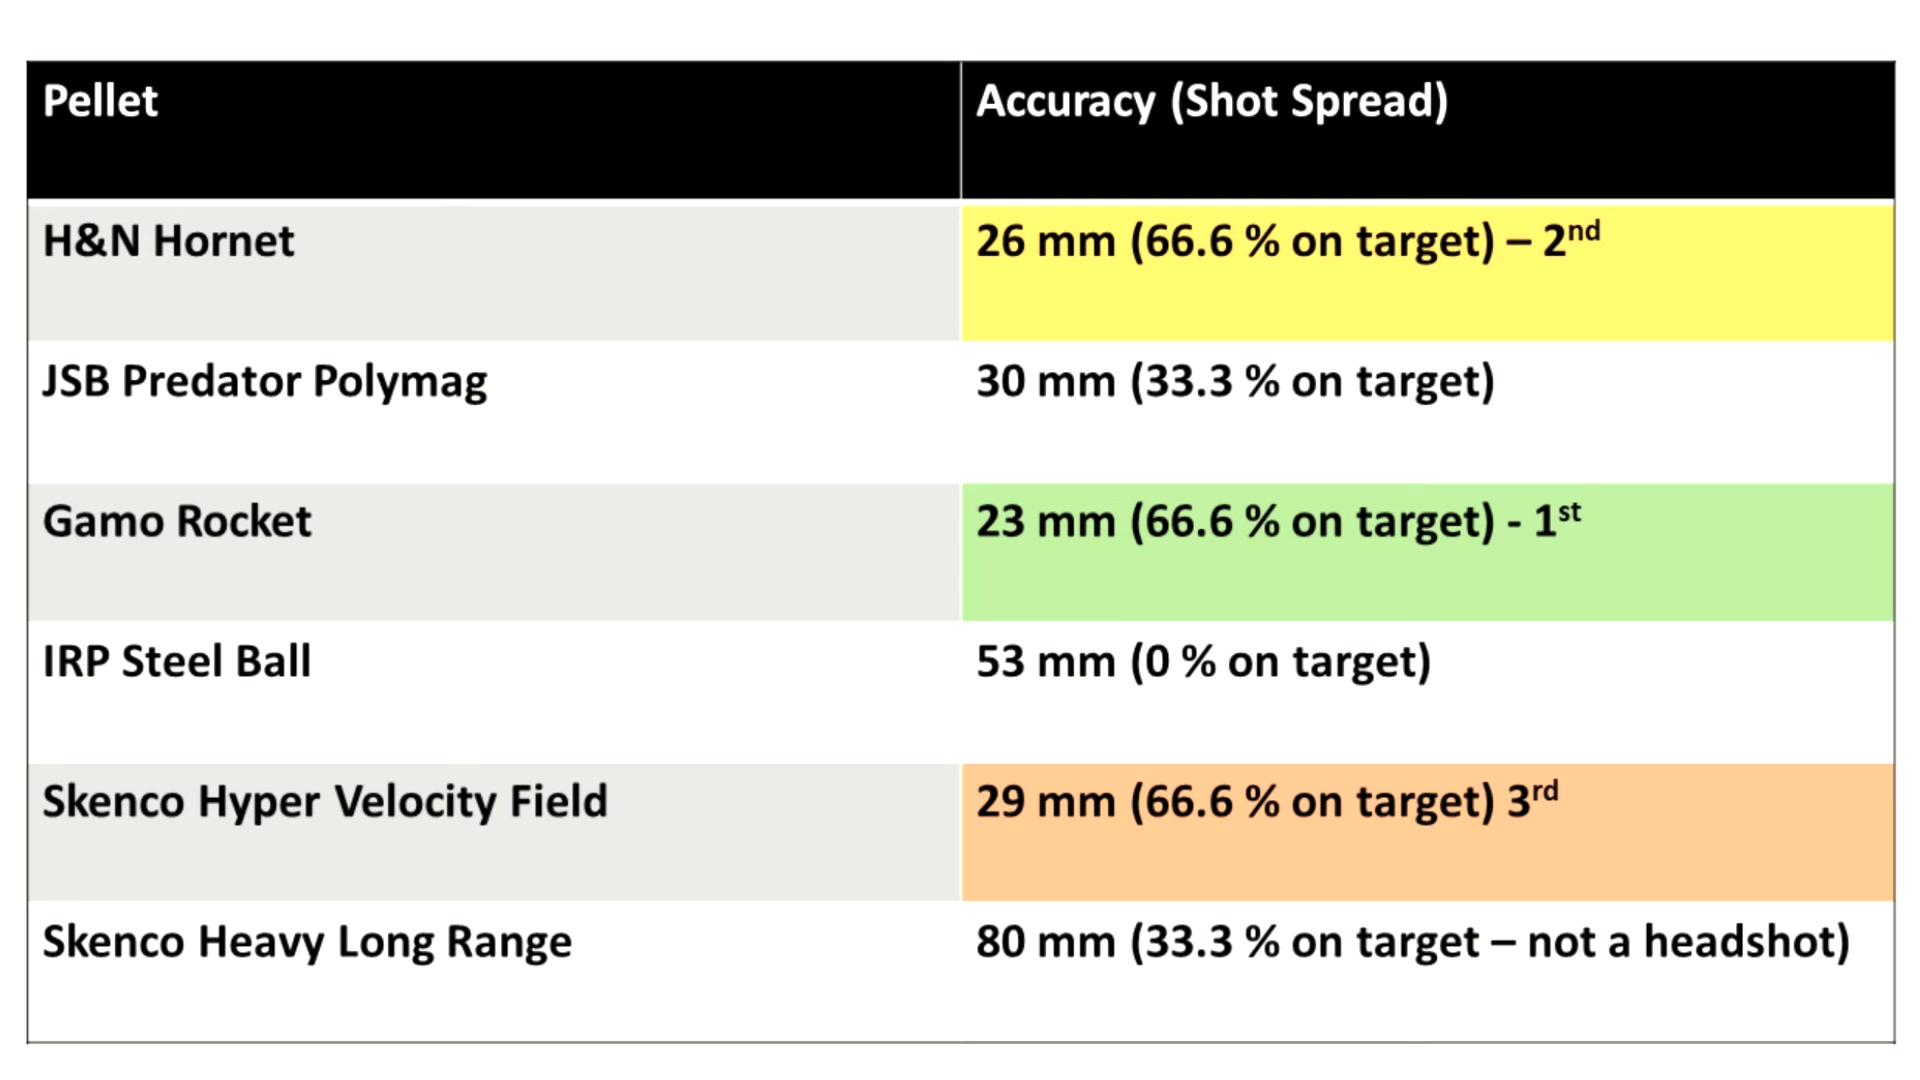 Pellet
Accuracy (Shot Spread)
H&N Hornet
26 mm (66.6 % on target) – 2nd
JSB Predator Polymag
30 mm (33.3 % on target)
Gamo Rocket
23 mm (66.6 % on target) - 1st
IRP Steel Ball
53 mm (0 % on target)
Skenco Hyper Velocity Field
29 mm (66.6 % on target) 3rd
Skenco Heavy Long Range
80 mm (33.3 % on target – not a headshot)